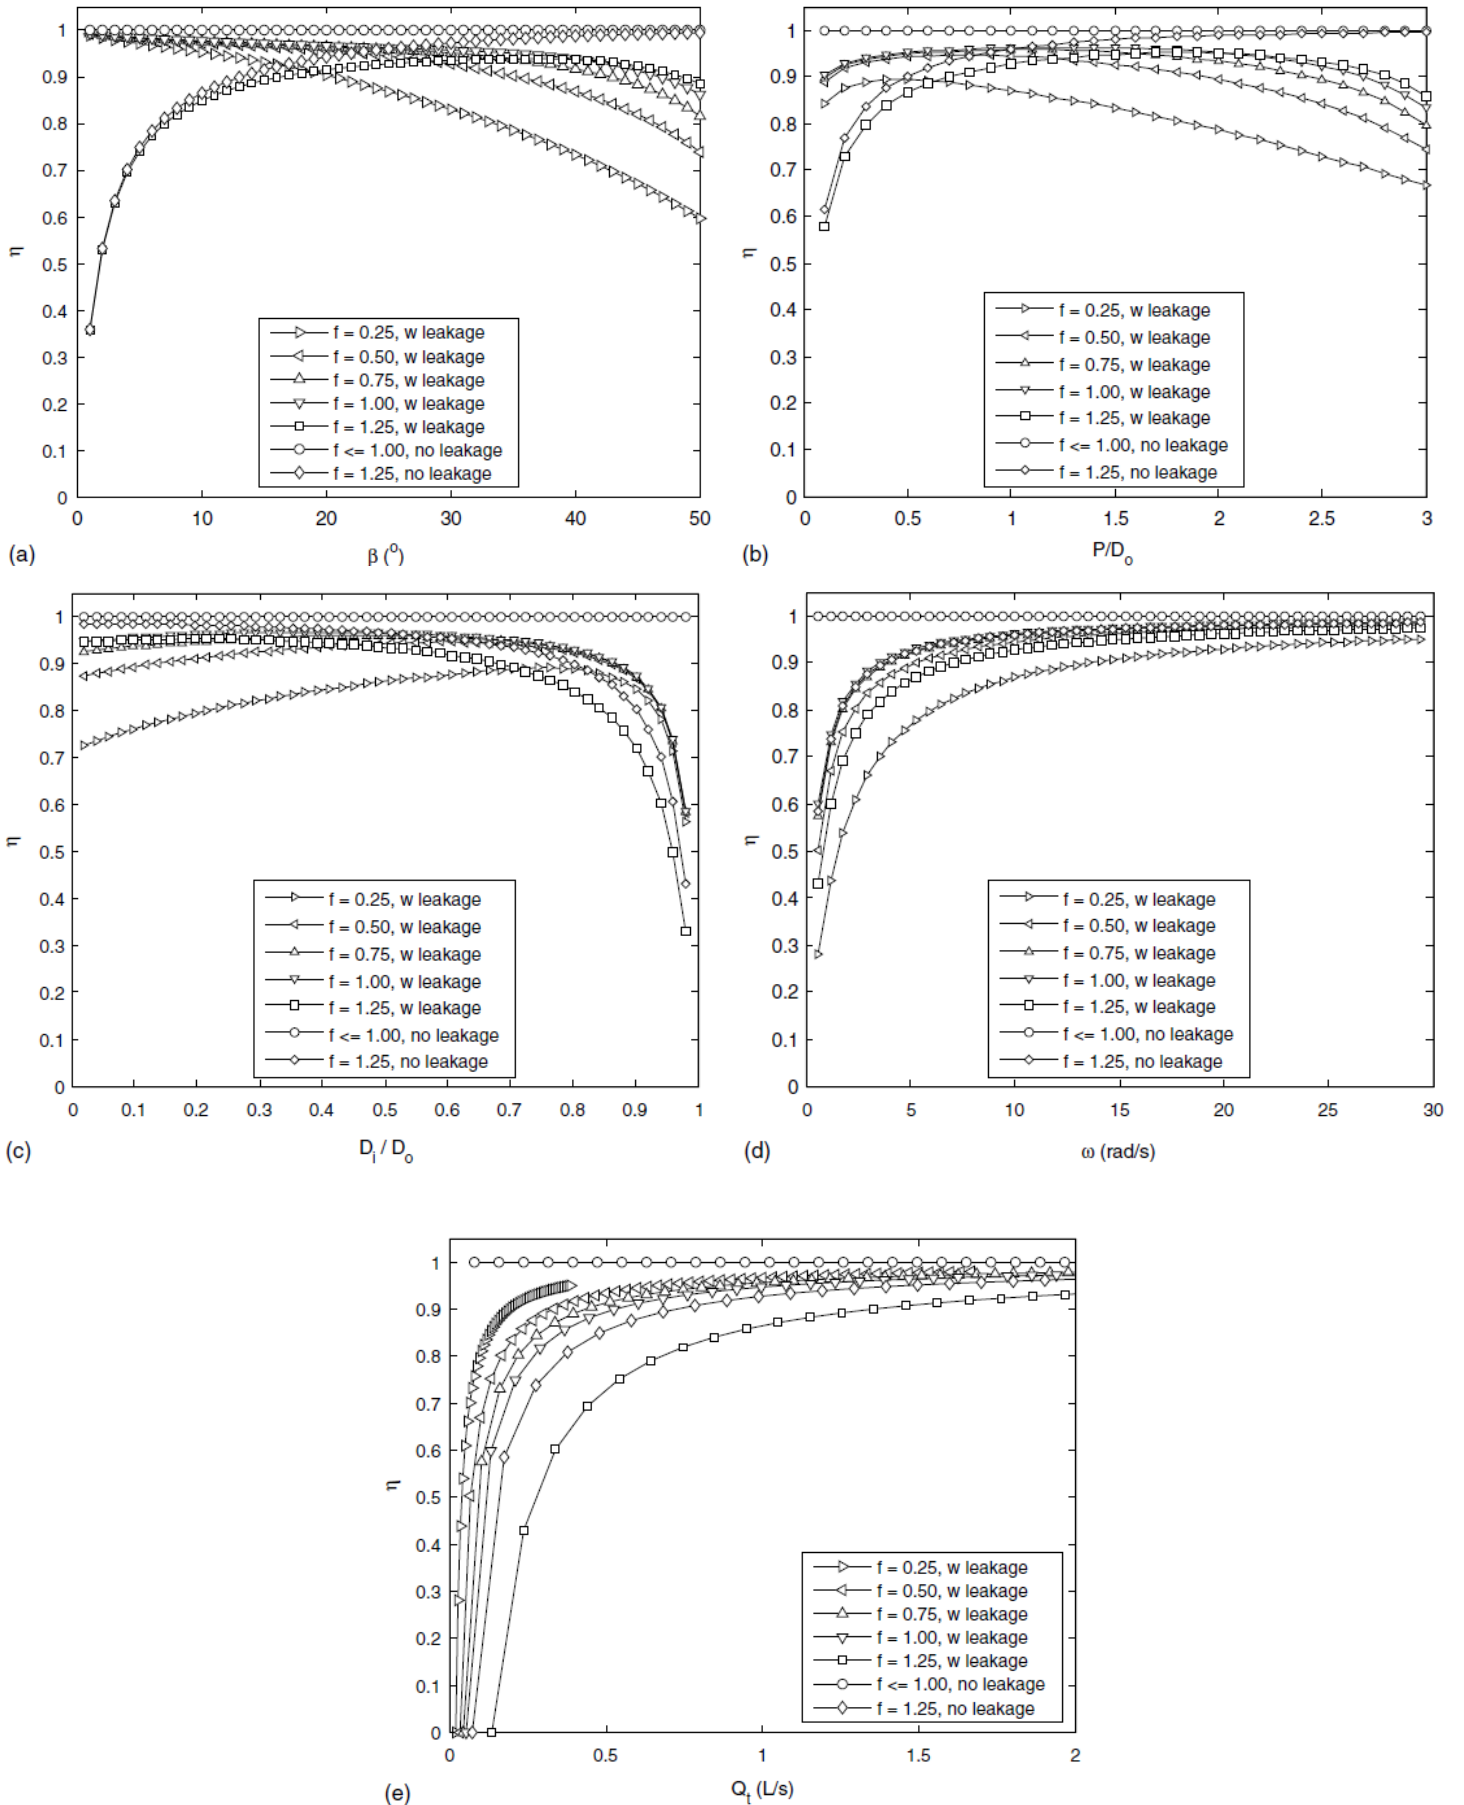 1
0.9
0.8
0.7
0.6
0.5
0.4
0.3
0.2
0.1
0
η
f = 0.25, w leakage
f = 0.50, w leakage
f = 0.75, w leakage
f = 1.00, w leakage
f = 1.25, w leakage
f <= 1.00, no leakage
f = 1.25, no leakage
0 10 20 30 40 50
(a) β (°)
1
0.9
0.8
0.7
0.6
0.5
0.4
0.3
0.2
0.1
0
η
f = 0.25, w leakage
f = 0.50, w leakage
f = 0.75, w leakage
f = 1.00, w leakage
f = 1.25, w leakage
f <= 1.00, no leakage
f = 1.25, no leakage
0 0.5 1 1.5 2 2.5 3
(b) P/Do
1
0.9
0.8
0.7
0.6
0.5
0.4
0.3
0.2
0.1
0
η
f = 0.25, w leakage
f = 0.50, w leakage
f = 0.75, w leakage
f = 1.00, w leakage
f = 1.25, w leakage
f <= 1.00, no leakage
f = 1.25, no leakage
0 0.1 0.2 0.3 0.4 0.5 0.6 0.7 0.8 0.9 1
(c) Di / Do
1
0.9
0.8
0.7
0.6
0.5
0.4
0.3
0.2
0.1
0
η
f = 0.25, w leakage
f = 0.50, w leakage
f = 0.75, w leakage
f = 1.00, w leakage
f = 1.25, w leakage
f <= 1.00, no leakage
f = 1.25, no leakage
0 5 10 15 20 25 30
(d) ω (rad/s)
1
0.9
0.8
0.7
0.6
0.5
0.4
0.3
0.2
0.1
0
η
f = 0.25, w leakage
f = 0.50, w leakage
f = 0.75, w leakage
f = 1.00, w leakage
f = 1.25, w leakage
f <= 1.00, no leakage
f = 1.25, no leakage
0 0.5 1 1.5 2
(e) Qt (L/s)